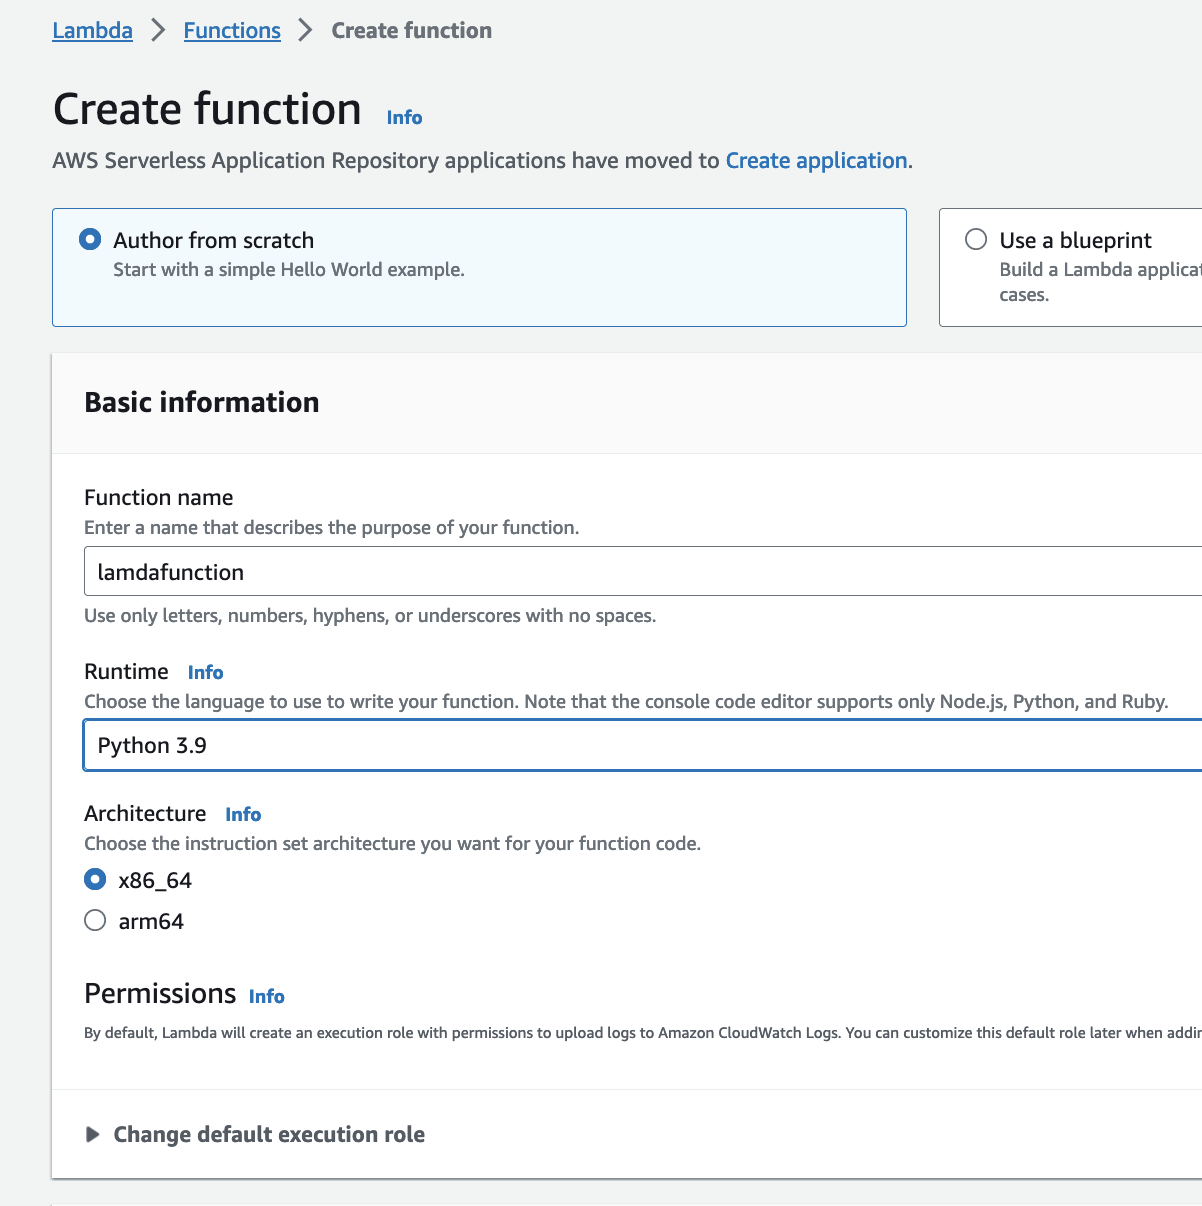 Lambda > Functions > Create function
Create function Info
AWS Serverless Application Repository applications have moved to Create application.
Author from scratch
Start with a simple Hello World example.
Use a blueprint
Build a Lambda
cases.
Basic information
Function name
Enter a name that describes the purpose of your function.
lamdafunction
Use only letters, numbers, hyphens, or underscores with no spaces.
Runtime Info
Choose the language to use to write your function. Note that the console code editor supports only Node.js, Python, and Ruby.
Python 3.9
Architecture Info
Choose the instruction set architecture you want for your function code.
x86_64
arm64
Permissions Info
By default, Lambda will create an execution role with permissions to upload logs to Amazon CloudWatch Logs. You can customize this default role later when
Change default execution role